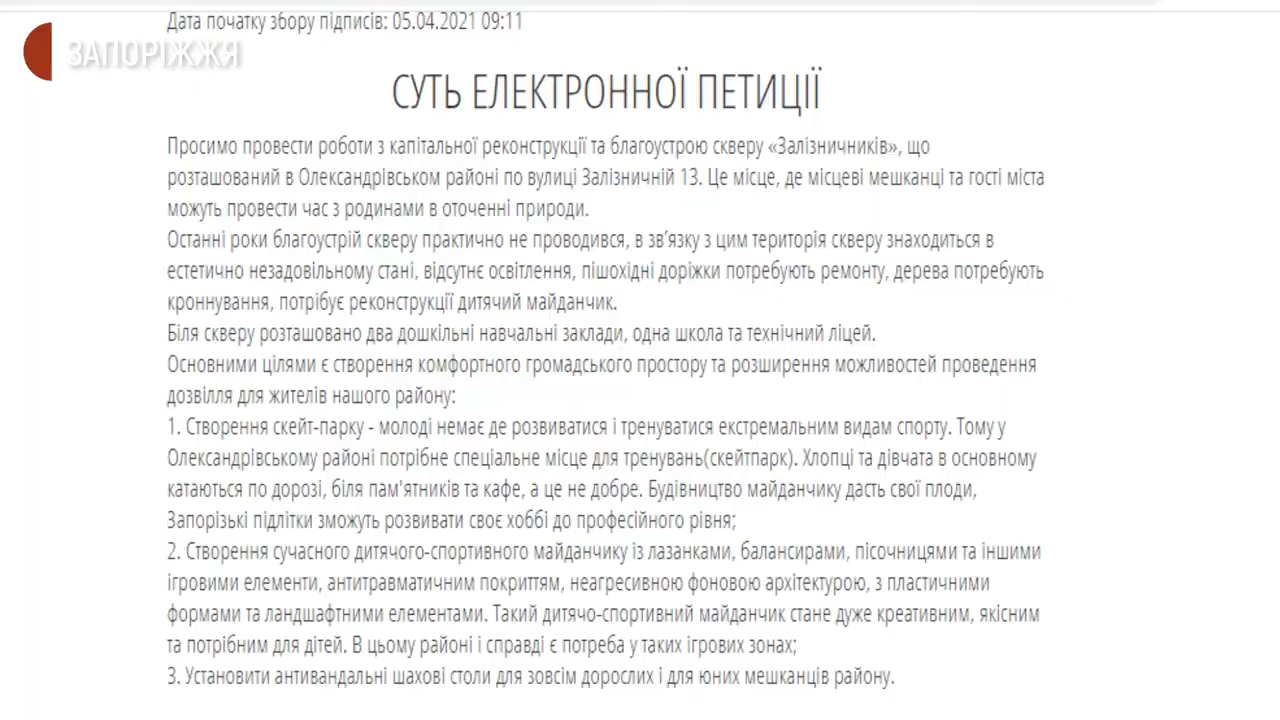 Дата початку збору підписів: 05.04.2021 09:11
ЗАПОРІЖЖЯ
СУТЬ ЕЛЕКТРОННОЇ ПЕТИЦІЇ
Просимо провести роботи з капітальної реконструкції та благоустрою скверу «Залізничників», що
розташований в Олександрівськом районі по вулиці Залізничній 13. Це місце, де місцеві мешканці та гості міста
можуть провести час з родинами в оточенні природи.
Останні роки благоустрій скверу практично не проводився, в зв’язку з цим територія скверу знаходиться в
естетично незадовільному стані, відсутнє освітлення, пішохідні доріжки потребують ремонту, дерева потребують
кроннування, потрібує реконструкції дитячий майданчик.
Біля скверу розташовано два дошкільні навчальні заклади, одна школа та технічний ліцей.
Основними цілями є створення комфортного громадського простору та розширення можливостей проведення
дозвілля для жителів нашого району:
1. Створення скейт-парку - молоді немає де розвиватися і тренуватися екстремальним видам спорту. Тому у
Олександрівському районі потрібне спеціальне місце для тренувань(скейтпарк). Хлопці та дівчата в основному
катаються по дорозі, біля пам'ятників та кафе, а це не добре. Будівництво майданчику дасть свої плоди,
Запорізькі підлітки зможуть розвивати своє хоббі до професійного рівня;
2. Створення сучасного дитячого-спортивного майданчику із лазанками, балансирами, пісочницями та іншими
ігровими елементи, антитравматичним покриттям, неагресивною фоновою архітектурою, з пластичними
формами та ландшафтними елементами. Такий дитячо-спортивний майданчик стане дуже креативним, якісним
та потрібним для дітей. В цьому районі і справді є потреба у таких ігрових зонах;
3. Установити антивандальні шахові столи для зовсім дорослих і для юних мешканців району.